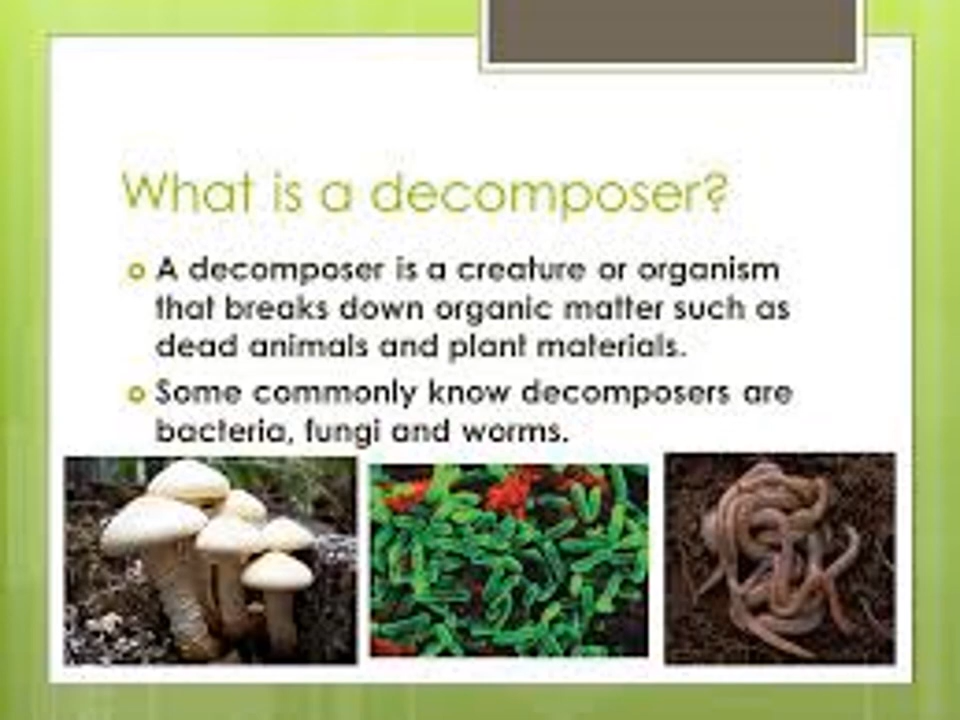 What is a decomposer?
A decomposer is a creature or organism
that breaks down organic matter such as
dead animals and plant materials.
Some commonly know decomposers are
bacteria, fungi and worms.